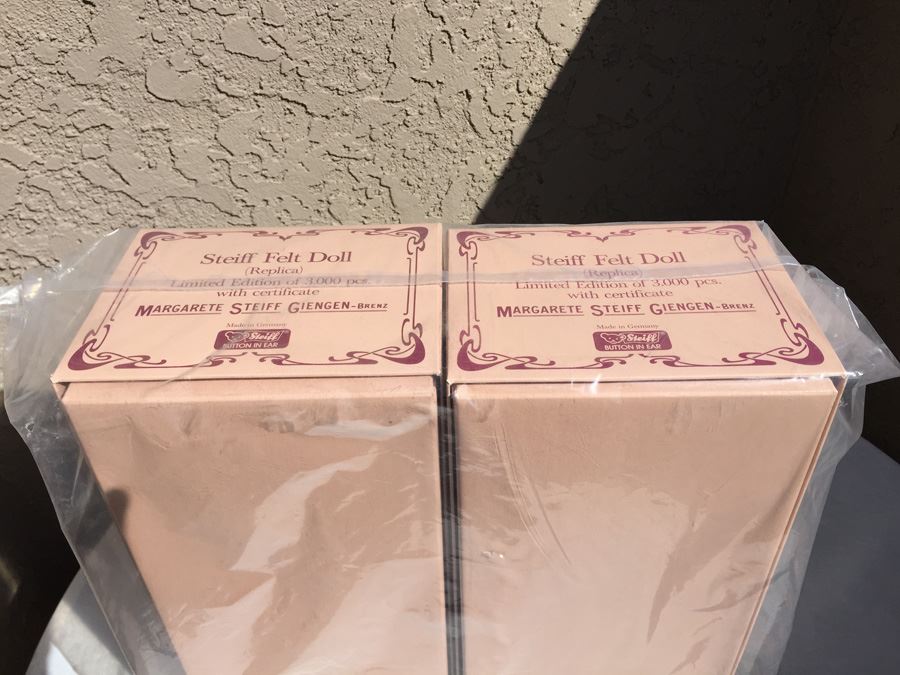 Steiff Felt Doll
(Replica)
Limited Edition of 3.000 pcs.
with certificate
MARGARETE STEIFF GIENGEN-BRENZ
Made in Germany
Steiff
BUTTON IN EAR
Steiff Felt Doll
(Replica)
Limited Edition of 3.000 pcs.
with certificate
MARGARETE STEIFF GIENGEN-BRENZ
Made in Germany
Steiff
BUTTON IN EAR